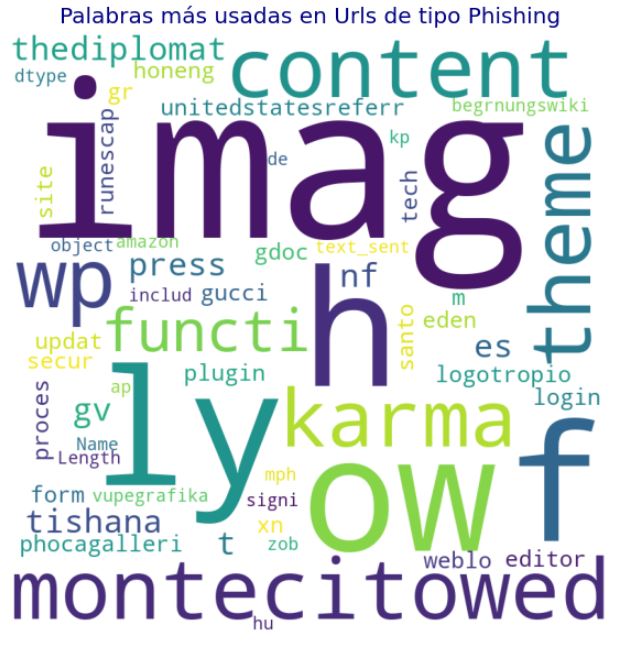 Palabras más usadas en Urls de tipo Phishing
thediplomat
content
dtype
honeng
gr
unitedstatesreferr
begrnungswiki
imag
kp
de
runescap
site
tech
theme
object
amazon
gdoc
text_sent
wp
press
nf
includ
gucci
h
m
functi
eden
santo
es
updat
secur
plugin
logotropio
login
ap
ly
karma
proces
gv
Name
Length
f
ow
mph
form
vupegrafika
signi
xn
tishana
phocagalleri
t
zob
weblo
editor
montecitowed
hu